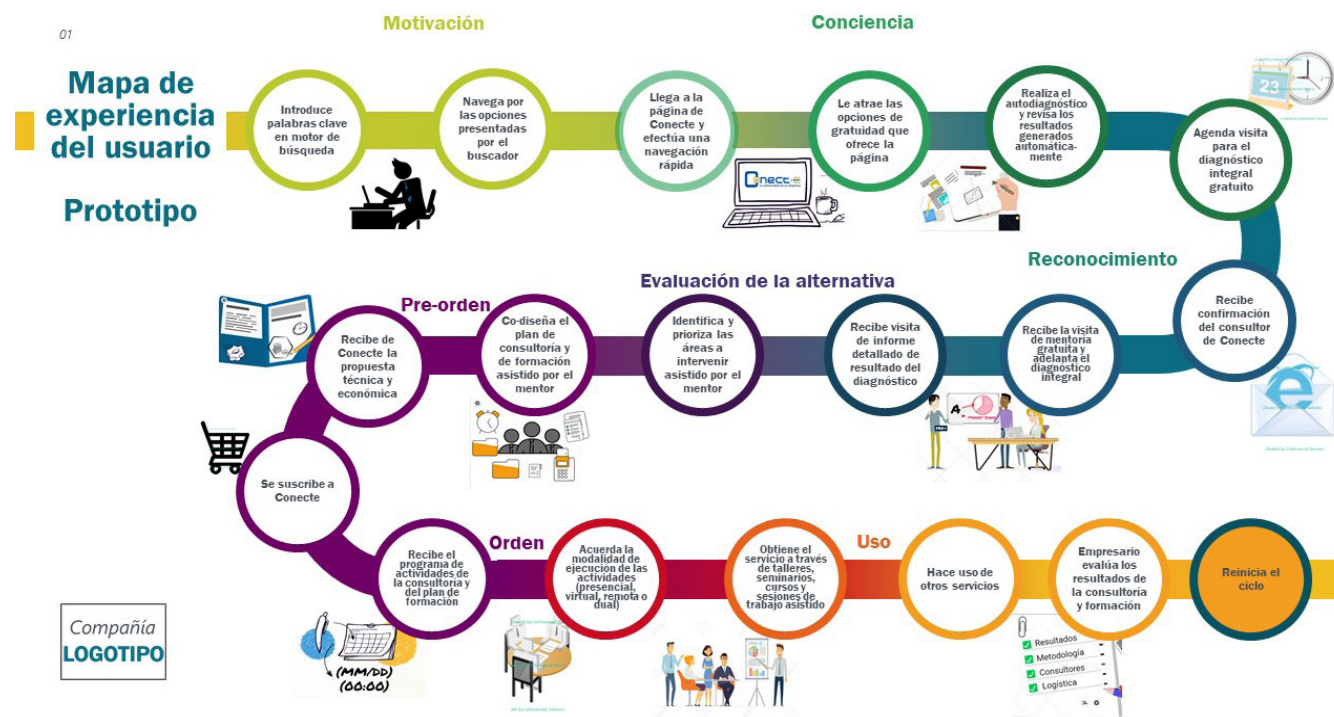 01
Motivación
Conciencia
Mapa de
experiencia
del usuario
Prototipo
Introduce
palabras clave
en motor de
búsqueda
Navega por
las opciones
presentadas
por el
buscador
Llega a la
página de
Conecte y
efectúa una
navegación
rápida
Le atrae las
opciones de
gratuidad que
ofrece la
página
Realiza el
autodiagnóstico
y revisa los
resultados
generados
automática-
mente
23
Agenda visita
para el
diagnóstico
integral
gratuito
Conect-e
Reconocimiento
Evaluación de la alternativa
Pre-orden
Recibe
confirmación
del consultor
de Conecte
Recibe la visita
de mentoría
gratuita y
adelanta el
diagnóstico
integral
Recibe visita
de informe
detallado de
resultado del
diagnóstico
Identifica y
prioriza las
áreas a
intervenir
asistido por el
mentor
Co-diseña el
plan de
consultoría y
de formación
asistido por el
mentor
Recibe de
Conecte la
propuesta
técnica y
económica
A
Se suscribe a
Conecte
Orden
Uso
Recibe el
programa de
actividades de
la consultoría y
del plan de
formación
Acuerda la
modalidad de
ejecución de las
actividades
(presencial,
virtual, remota o
dual)
Obtiene el
servicio a través
de talleres,
seminarios,
cursos y
sesiones de
trabajo asistido
Hace uso de
otros servicios
Empresario
evalúa los
resultados de
la consultoría
y formación
Reinicia el
ciclo
Compañía
LOGOTIPO
(MM/DD)
(00:00)
Resultados
Metodología
Consultores
Logística